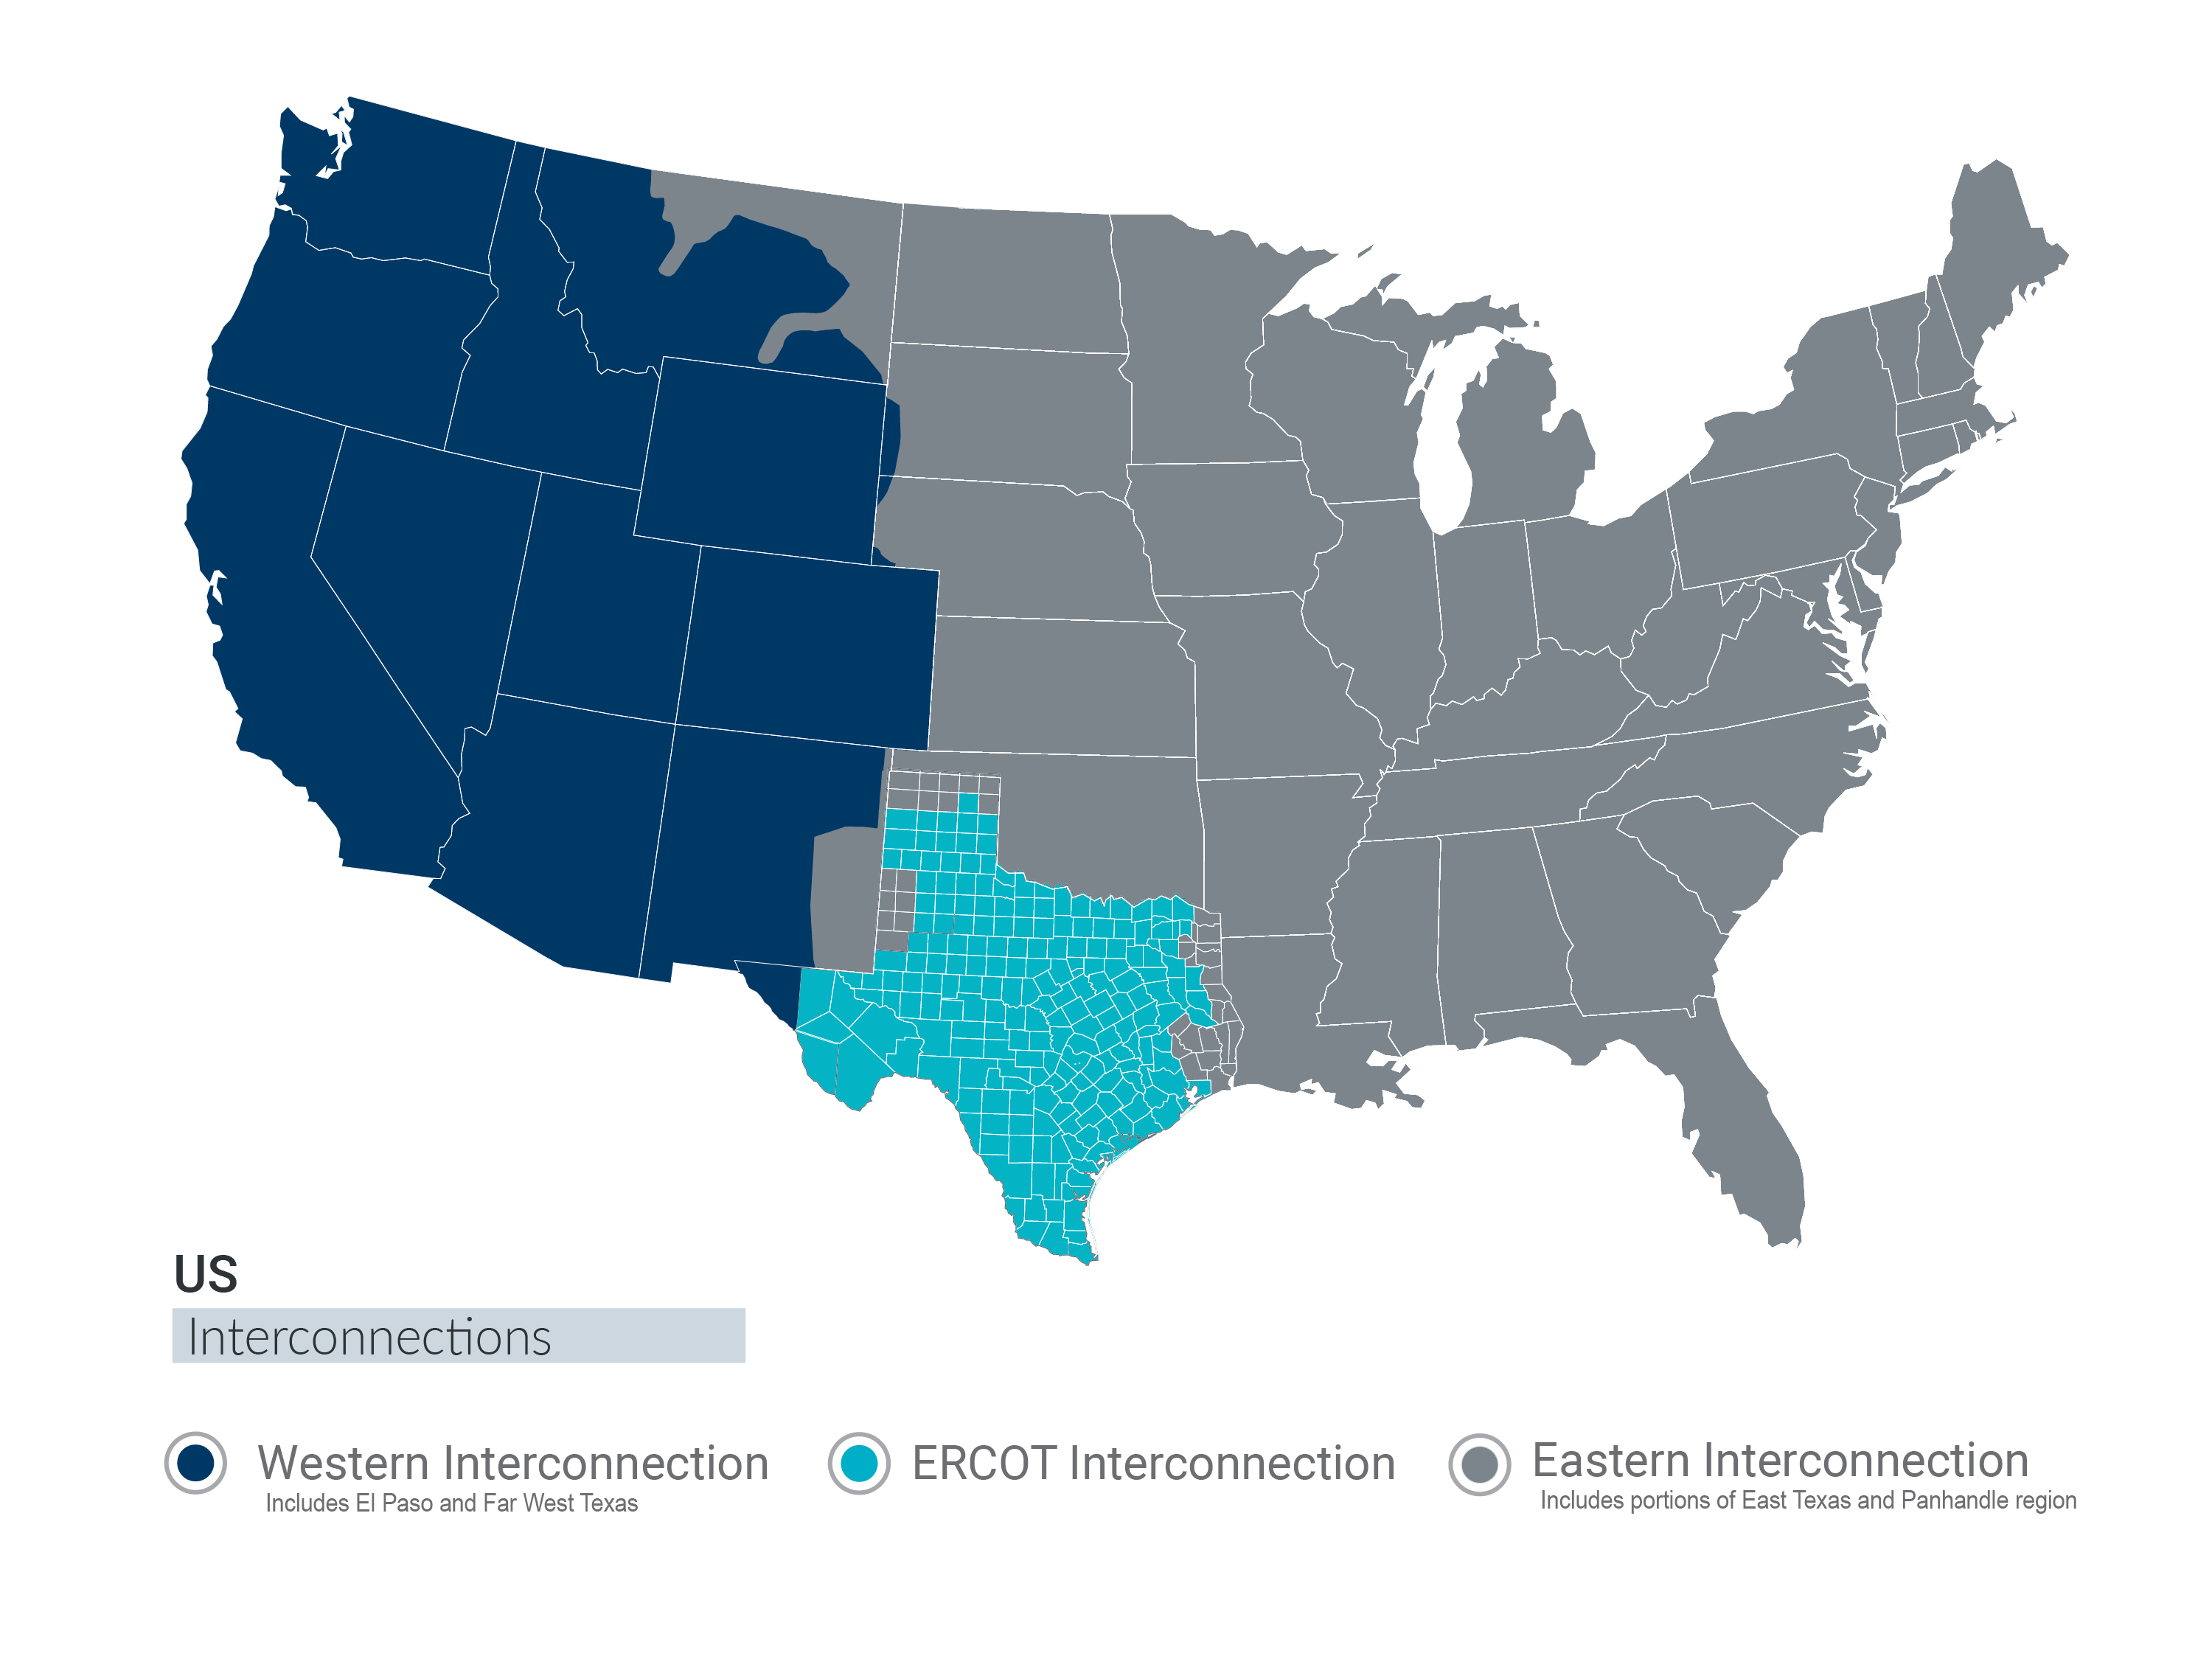 US
Interconnections
Western Interconnection
Includes El Paso and Far West Texas
ERCOT Interconnection
Eastern Interconnection
Includes portions of East Texas and Panhandle region